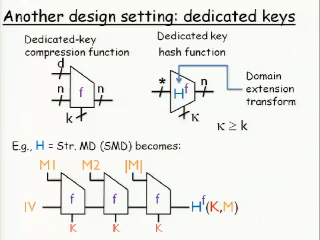 Another design setting: dedicated keys
Dedicated-key
compression function
Dedicated key
hash function
d
n
f
n
k
*
H^f
n
κ
Domain
extension
transform
κ ≥ k
E.g., H = Str. MD (SMD) becomes:
M1
M2
|M|
IV
f
f
f
H^f(K,M)
K
K
K